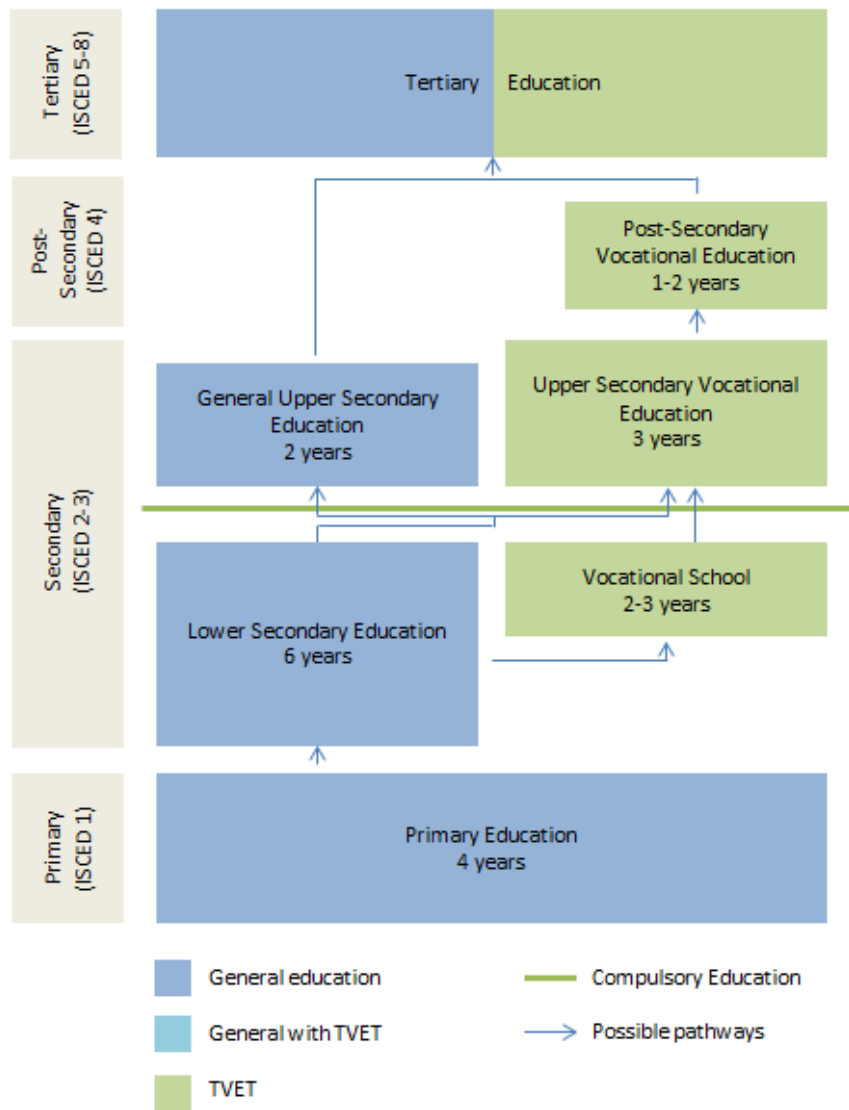 Tertiary
(ISCED 5-8)
Tertiary Education
Post-
Secondary
(ISCED 4)
Post-Secondary
Vocational Education
1-2 years
Secondary
(ISCED 2-3)
General Upper Secondary
Education
2 years
Upper Secondary Vocational
Education
3 years
Lower Secondary Education
6 years
Vocational School
2-3 years
Primary
(ISCED 1)
Primary Education
4 years
General education
Compulsory Education
General with TVET
Possible pathways
TVET